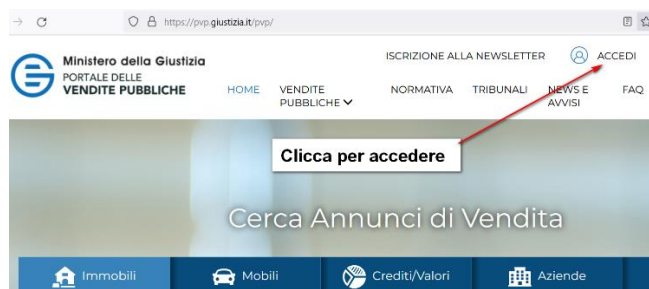 https://pvp.giustizia.it/pvp/
ISCRIZIONE ALLA NEWSLETTER
ACCEDI
Ministero della Giustizia
PORTALE DELLE
VENDITE PUBBLICHE
HOME
VENDITE
PUBBLICHE
NORMATIVA
TRIBUNALI
NEWS E
AVVISI
FAQ
Clicca per accedere
Cerca Annunci di Vendita
Immobili
Mobili
Crediti/Valori
Aziende